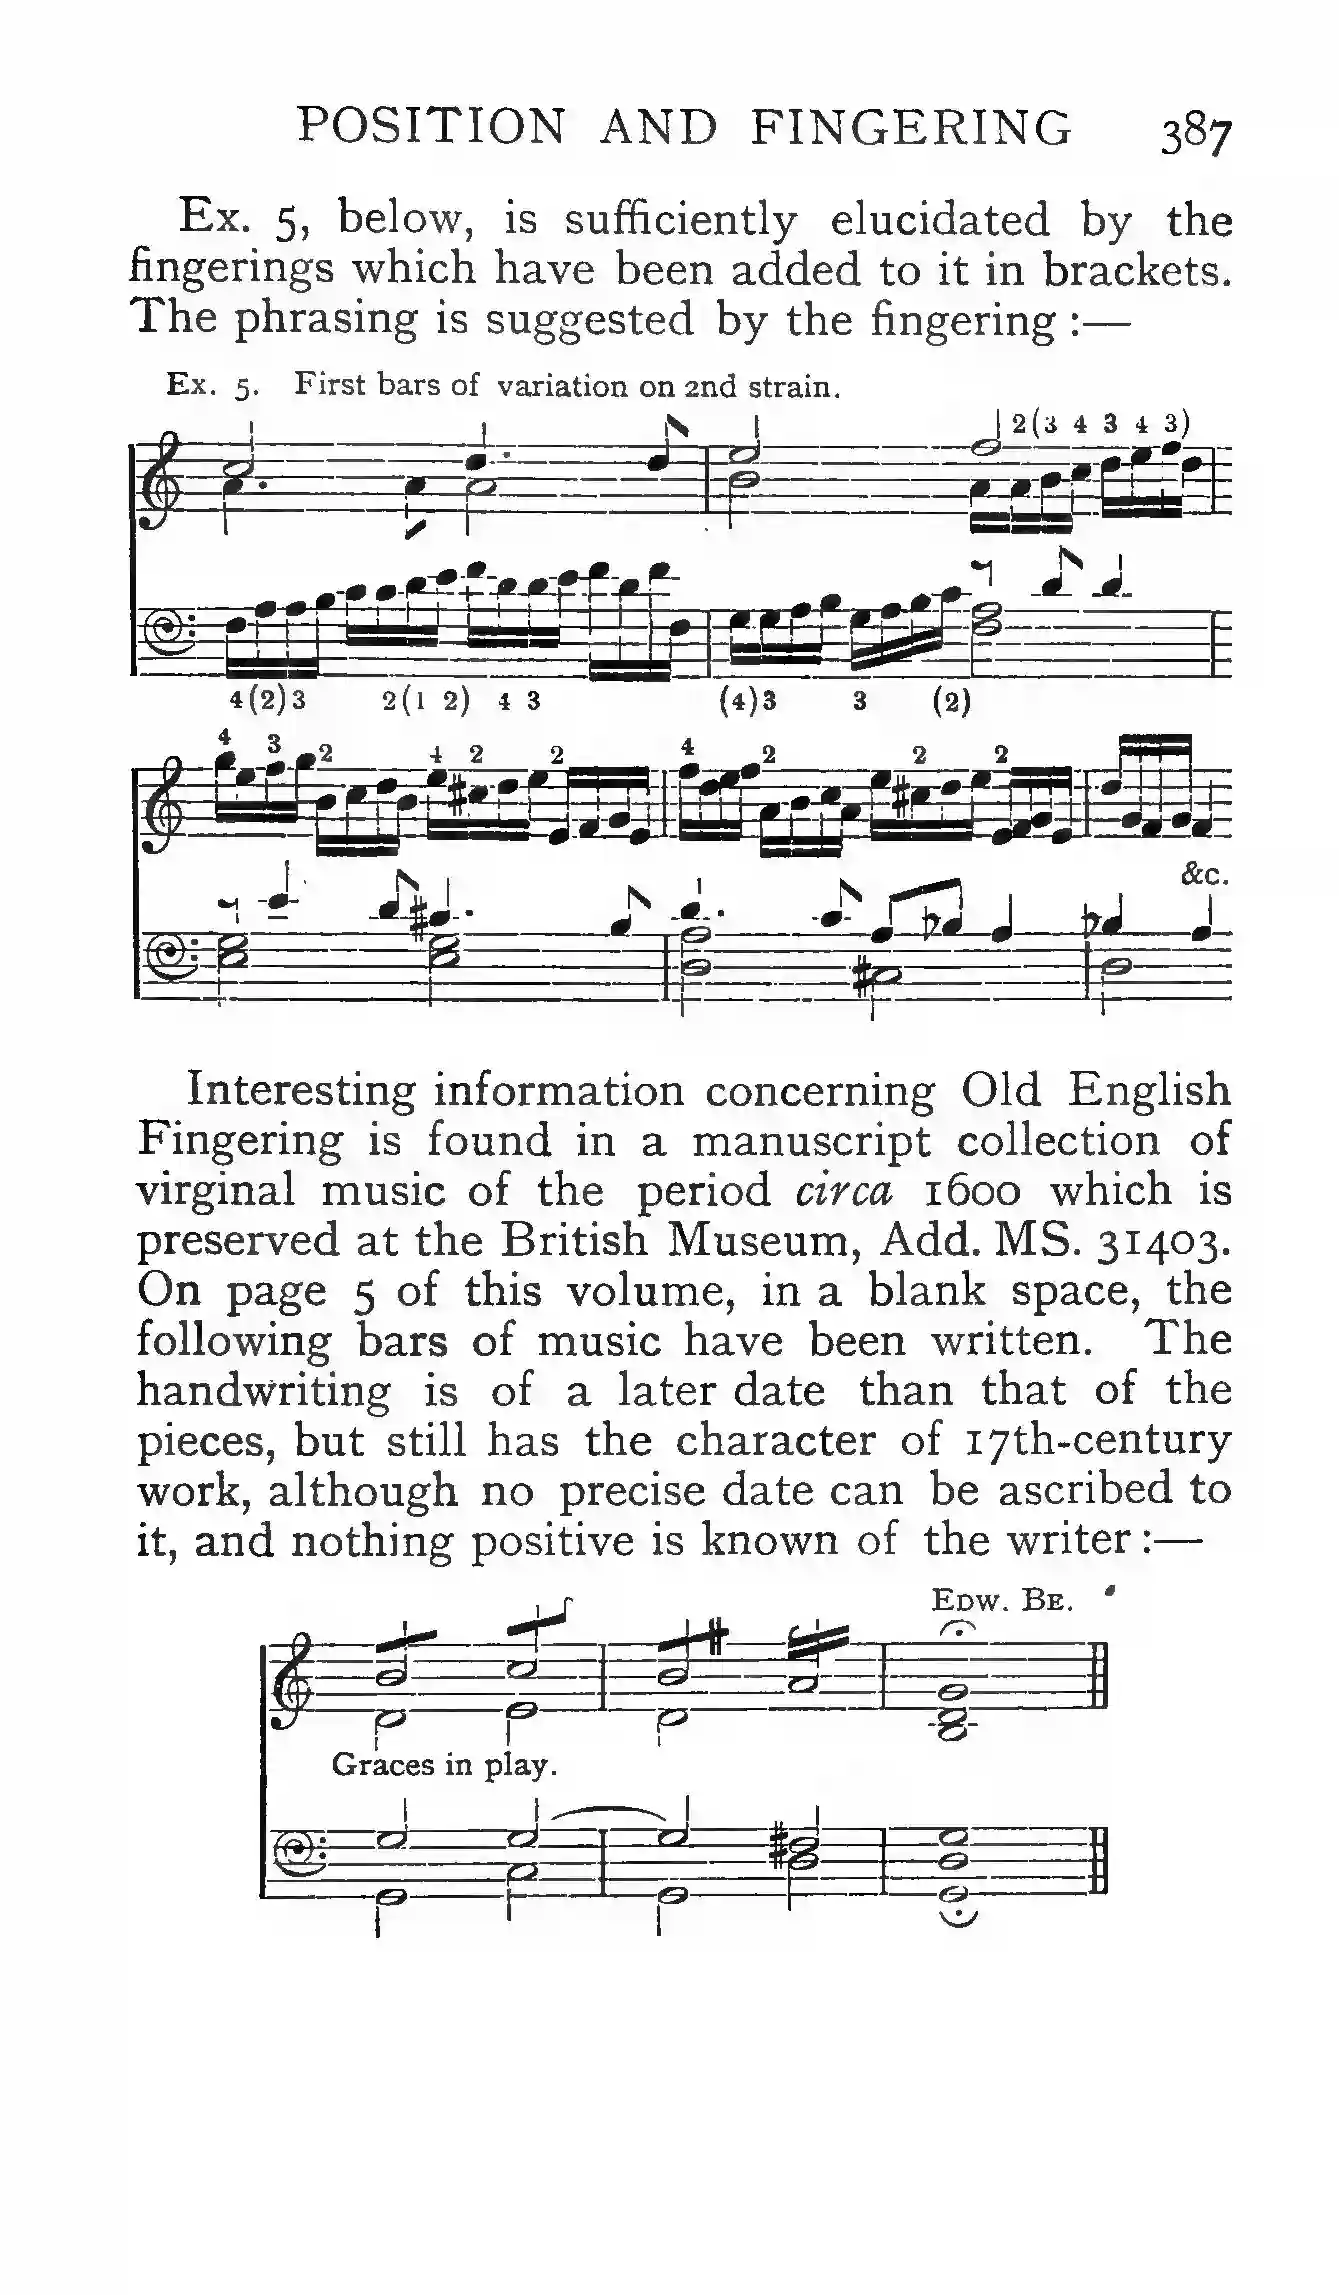 POSITION AND FINGERING 387
Ex. 5, below, is sufficiently elucidated by the
fingerings which have been added to it in brackets.
The phrasing is suggested by the fingering :—
Ex. 5. First bars of variation on 2nd strain.
2(3 4 3 4 3)
4(2)3 2(1 2) 4 3 (4)3 3 (2)
4 3 2 4 2 2 4 2 2 2
&c.
Interesting information concerning Old English
Fingering is found in a manuscript collection of
virginal music of the period circa 1600 which is
preserved at the British Museum, Add. MS. 31403.
On page 5 of this volume, in a blank space, the
following bars of music have been written. The
handwriting is of a later date than that of the
pieces, but still has the character of 17th-century
work, although no precise date can be ascribed to
it, and nothing positive is known of the writer :—
EDW. BE.
Graces in play.